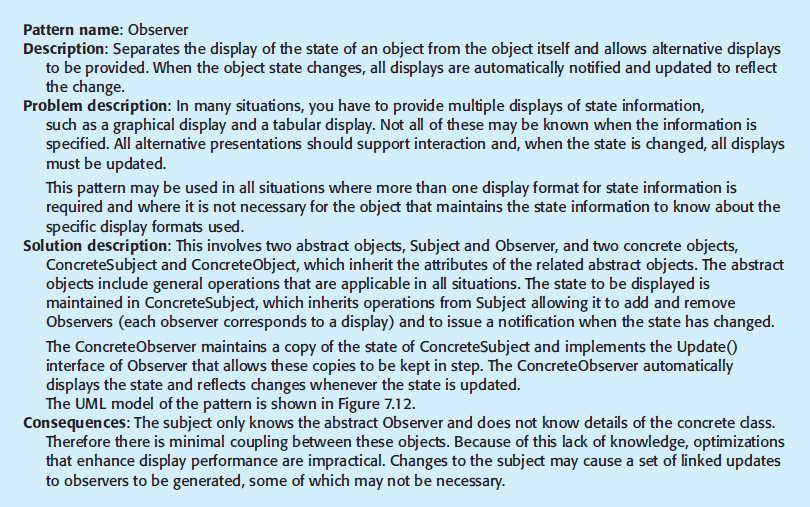 Pattern name: Observer
Description: Separates the display of the state of an object from the object itself and allows alternative displays
to be provided. When the object state changes, all displays are automatically notified and updated to reflect
the change.
Problem description: In many situations, you have to provide multiple displays of state information,
such as a graphical display and a tabular display. Not all of these may be known when the information is
specified. All alternative presentations should support interaction and, when the state is changed, all displays
must be updated.
This pattern may be used in all situations where more than one display format for state information is
required and where it is not necessary for the object that maintains the state information to know about the
specific display formats used.
Solution description: This involves two abstract objects, Subject and Observer, and two concrete objects,
ConcreteSubject and ConcreteObject, which inherit the attributes of the related abstract objects. The abstract
objects include general operations that are applicable in all situations. The state to be displayed is
maintained in ConcreteSubject, which inherits operations from Subject allowing it to add and remove
Observers (each observer corresponds to a display) and to issue a notification when the state has changed.
The ConcreteObserver maintains a copy of the state of ConcreteSubject and implements the Update()
interface of Observer that allows these copies to be kept in step. The ConcreteObserver automatically
displays the state and reflects changes whenever the state is updated.
The UML model of the pattern is shown in Figure 7.12.
Consequences: The subject only knows the abstract Observer and does not know details of the concrete class.
Therefore there is minimal coupling between these objects. Because of this lack of knowledge, optimizations
that enhance display performance are impractical. Changes to the subject may cause a set of linked updates
to observers to be generated, some of which may not be necessary.